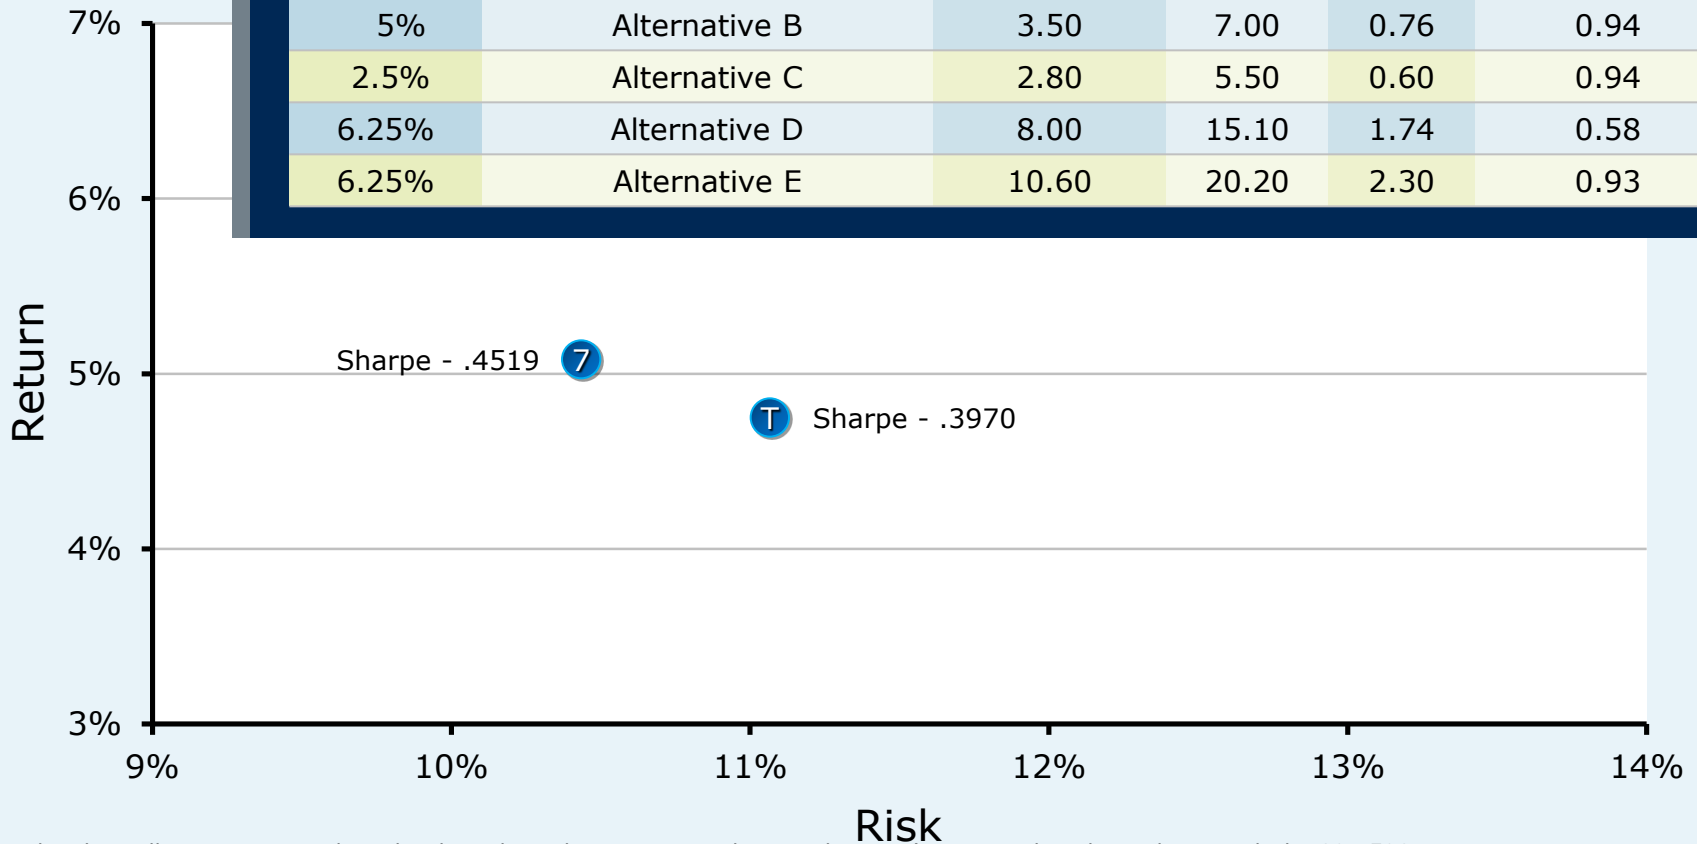 7%
5% Alternative B 3.50 7.00 0.76 0.94
2.5% Alternative C 2.80 5.50 0.60 0.94
6.25% Alternative D 8.00 15.10 1.74 0.58
6.25% Alternative E 10.60 20.20 2.30 0.93
6%
Return
Sharpe - .4519 7
5%
T Sharpe - .3970
4%
3%
9% 10% 11% 12% 13% 14%
Risk